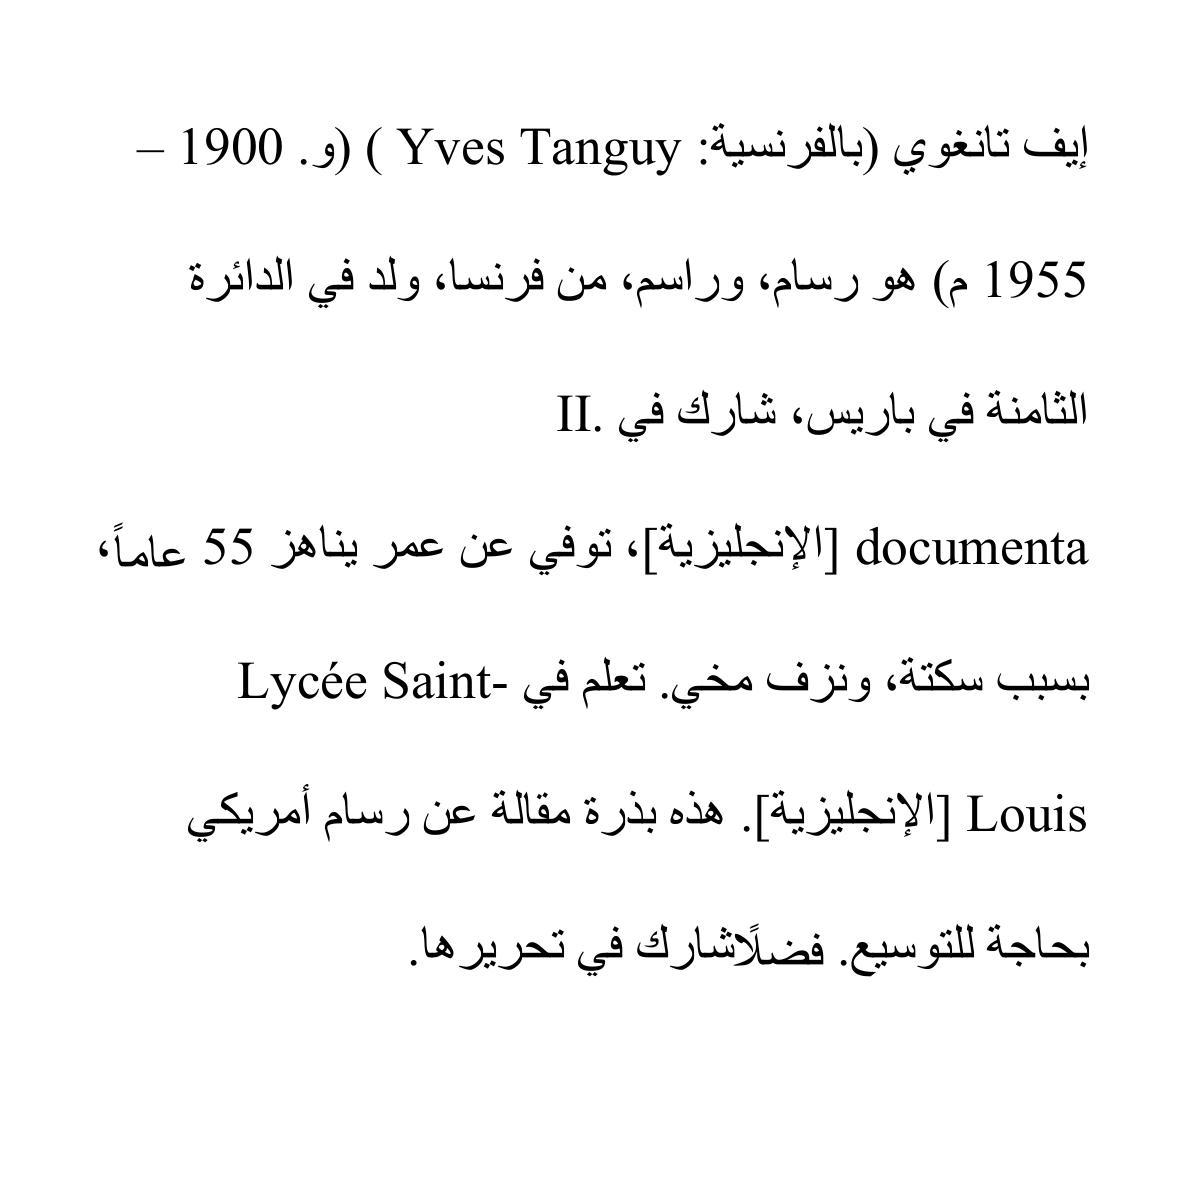 إيف تانغوي (بالفرنسية: Yves Tanguy ) (و. 1900 –
1955 م) هو رسام، وراسم، من فرنسا، ولد في الدائرة
الثامنة في باريس، شارك في II.
documenta [الإنجليزية]، توفي عن عمر يناهز 55 عاماً،
بسبب سكتة، ونزف مخي. تعلم في Lycée Saint-
Louis [الإنجليزية]. هذه بذرة مقالة عن رسام أمريكي
بحاجة للتوسيع. فضلًاشارك في تحريرها.